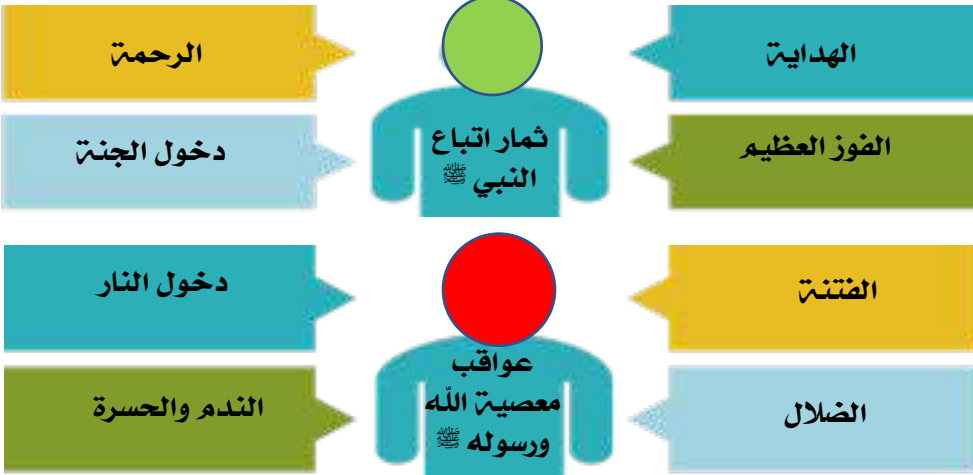 الهداية
الرحمة
الفوز العظيم
دخول الجنة
ثمار اتباع
النبي ﷺ
الفتنة
دخول النار
الضلال
الندم والحسرة
عواقب
معصية الله
ورسوله ﷺ